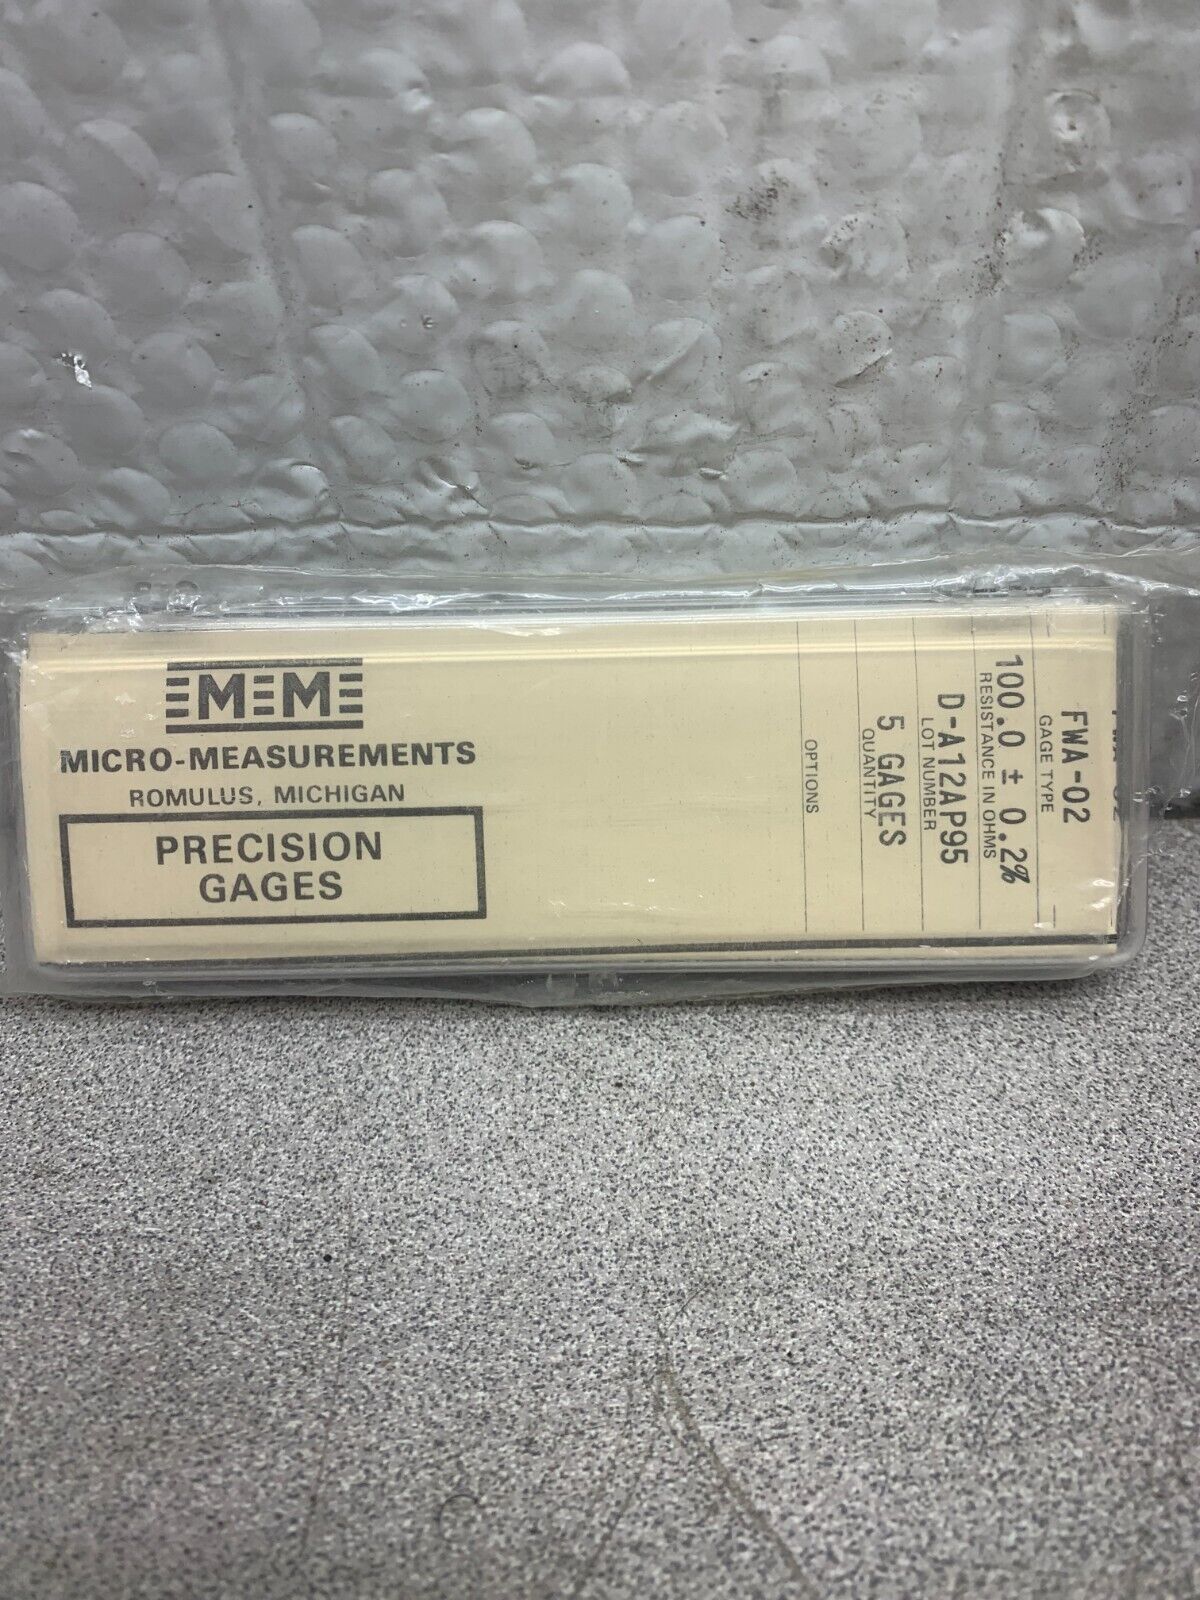 M M
MICRO-MEASUREMENTS
ROMULUS, MICHIGAN
PRECISION
GAGES
FWA-02
GAGE TYPE
100.0 ± 0.2%
RESISTANCE IN OHMS
D-A12AP95
LOT NUMBER
5 GAGES
QUANTITY
OPTIONS